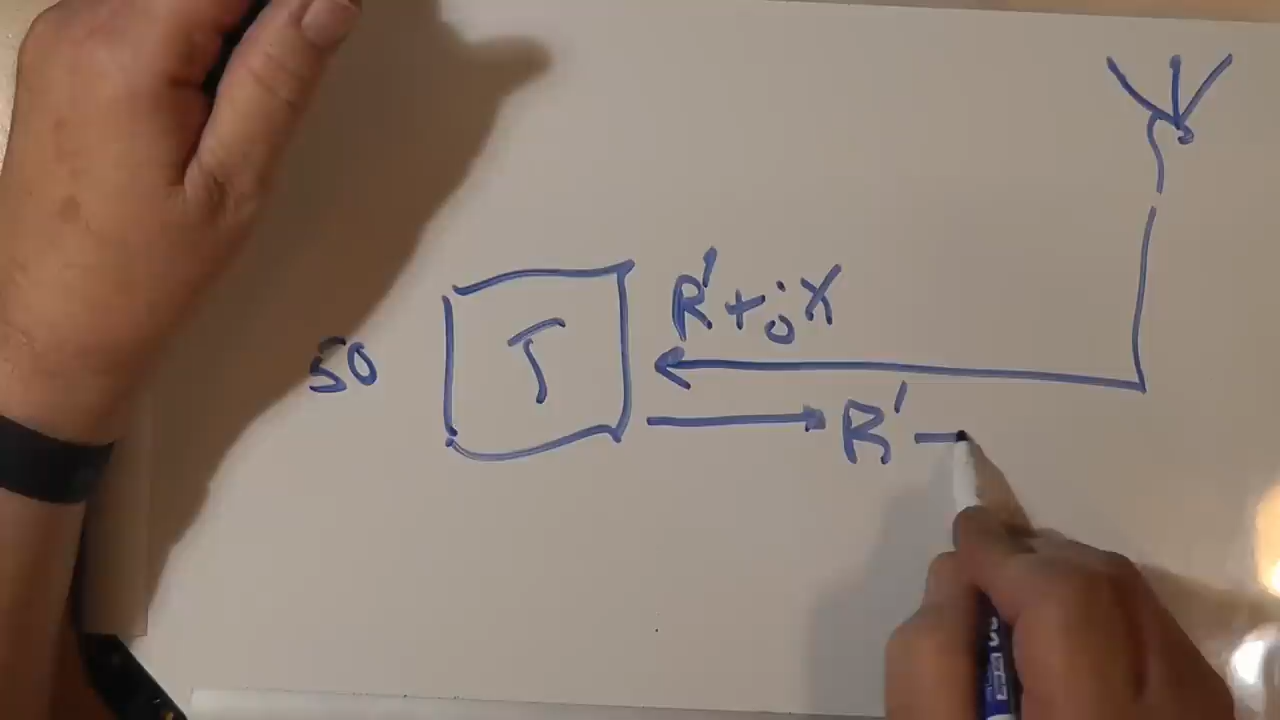 R' + jX
50
T
R' –